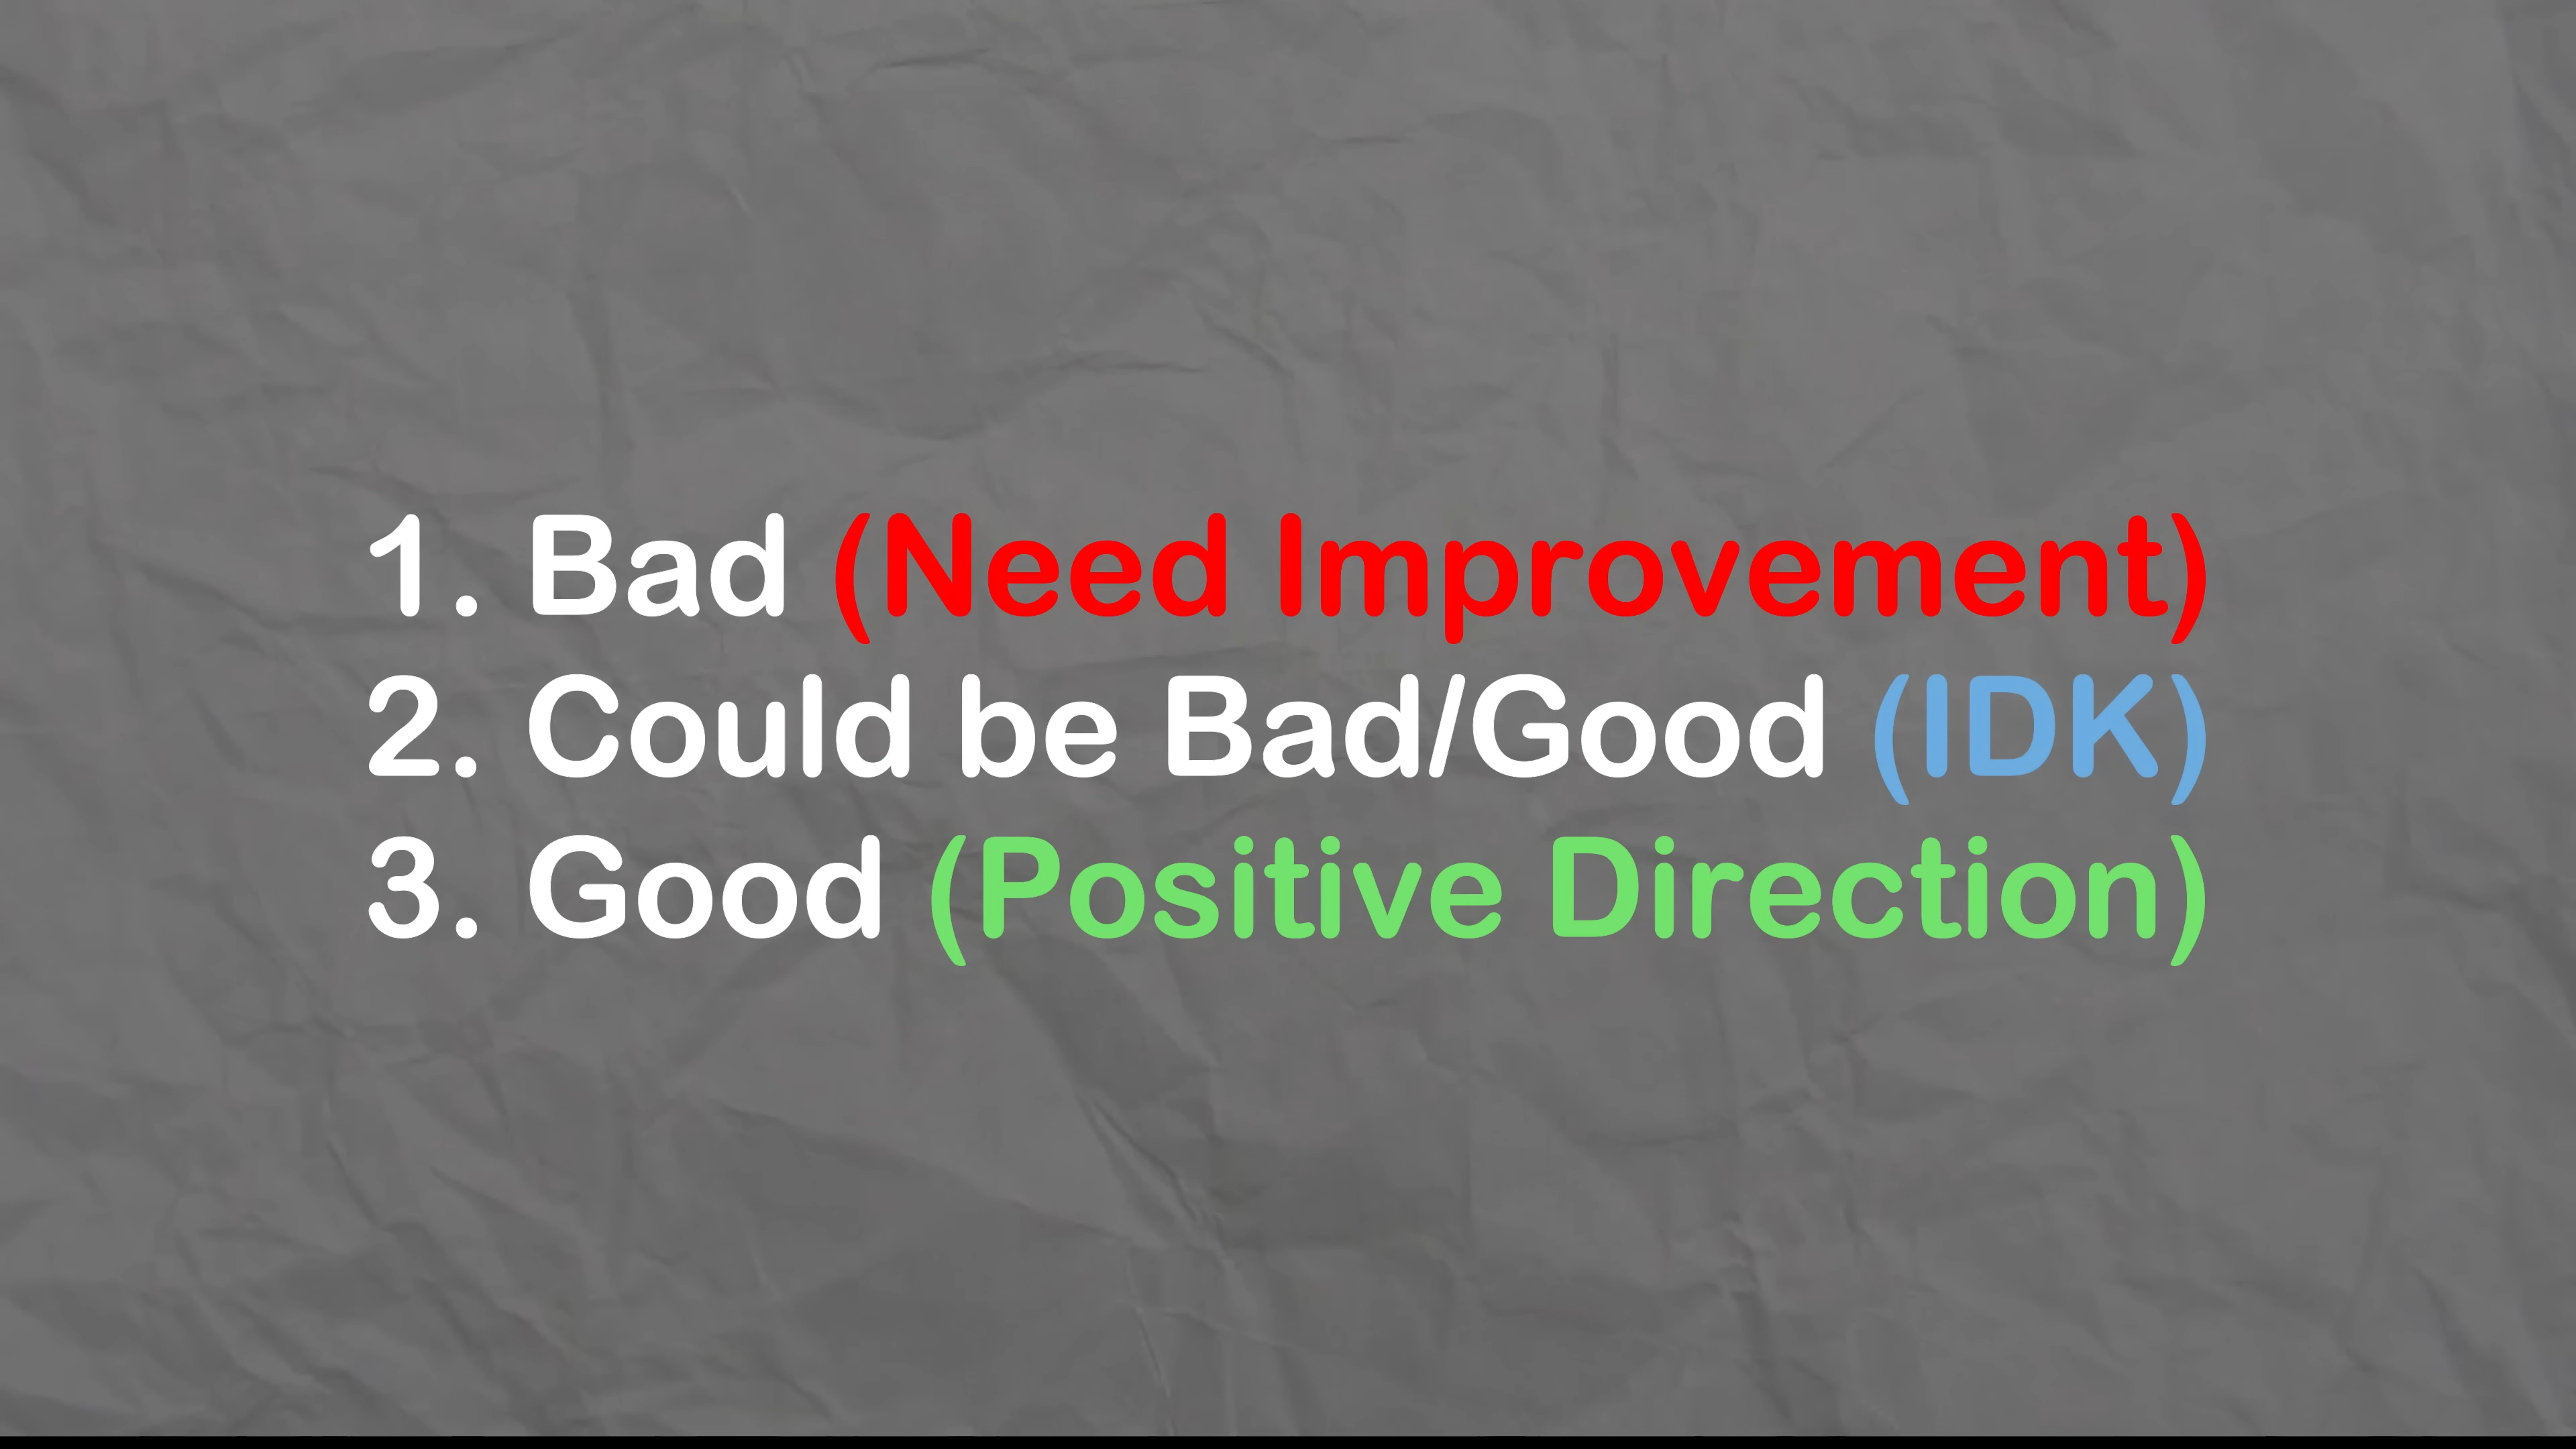 1. Bad (Need Improvement)
2. Could be Bad/Good (IDK)
3. Good (Positive Direction)